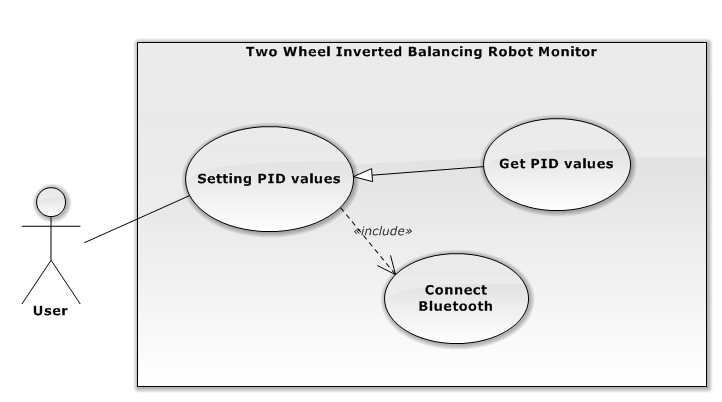 Two Wheel Inverted Balancing Robot Monitor
Setting PID values
Get PID values
«include»
Connect
Bluetooth
User